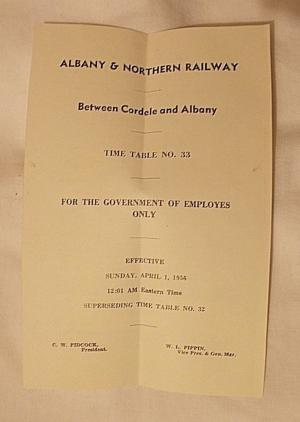 ALBANY & NORTHERN RAILWAY
Between Cordele and Albany
TIME TABLE NO. 33
FOR THE GOVERNMENT OF EMPLOYES
ONLY
EFFECTIVE
SUNDAY, APRIL 1, 1956
12:01 AM Eastern Time
SUPERSEDING TIME TABLE NO. 32
C. W. PIDCOCK,
President.
W. L. PIPPIN,
Vice Pres. & Gen. Mgr.